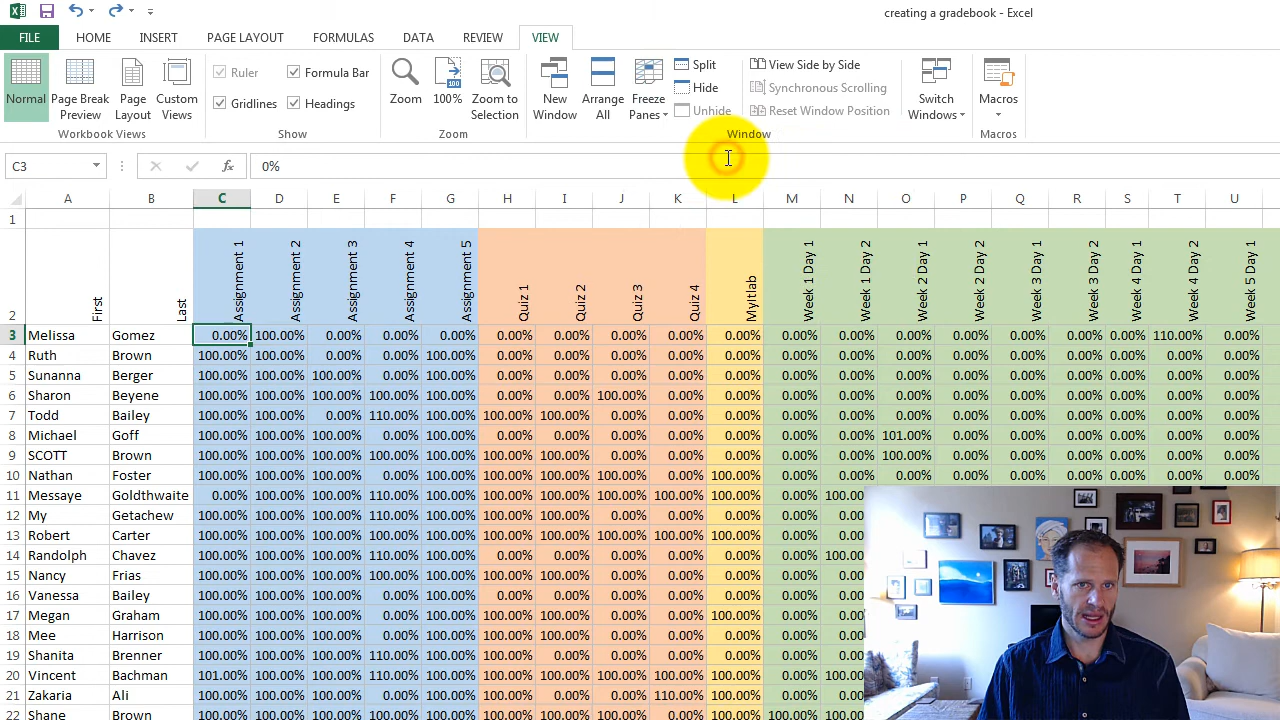 creating a gradebook - Excel
FILE HOME INSERT PAGE LAYOUT FORMULAS DATA REVIEW VIEW
Normal Page Break Preview Page Layout Custom Views
Ruler Formula Bar
Gridlines Headings
Zoom 100% Zoom to Selection
New Window Arrange All Freeze Panes
Split
Hide
Unhide
View Side by Side
Synchronous Scrolling
Reset Window Position
Switch Windows Macros
Workbook Views Show Zoom Window Macros
C3 fx 0%
A B C D E F G H I J K L M N O P Q R S T U
1
2 First Last Assignment 1 Assignment 2 Assignment 3 Assignment 4 Assignment 5 Quiz 1 Quiz 2 Quiz 3 Quiz 4 MyItlab Week 1 Day 1 Week 1 Day 2 Week 2 Day 1 Week 2 Day 2 Week 3 Day 1 Week 3 Day 2 Week 4 Day 1 Week 4 Day 2 Week 5 Day 1
3 Melissa Gomez 0.00% 100.00% 0.00% 0.00% 0.00% 0.00% 0.00% 0.00% 0.00% 0.00% 0.00% 0.00% 0.00% 0.00% 0.00% 0.00% 0.00% 110.00% 0.00%
4 Ruth Brown 100.00% 100.00% 0.00% 0.00% 100.00% 0.00% 0.00% 0.00% 0.00% 0.00% 0.00% 0.00% 0.00% 0.00% 0.00% 0.00% 0.00% 0.00% 0.00%
5 Sunanna Berger 100.00% 100.00% 100.00% 0.00% 100.00% 0.00% 0.00% 0.00% 0.00% 0.00% 0.00% 0.00% 0.00% 0.00% 0.00% 0.00% 0.00% 0.00% 0.00%
6 Sharon Beyene 100.00% 100.00% 100.00% 100.00% 100.00% 0.00% 0.00% 100.00% 0.00% 0.00% 0.00% 0.00% 0.00% 0.00% 0.00% 0.00% 0.00% 0.00% 0.00%
7 Todd Bailey 100.00% 100.00% 0.00% 110.00% 100.00% 100.00% 100.00% 0.00% 0.00% 0.00% 0.00% 0.00% 0.00% 0.00% 0.00% 0.00% 0.00% 0.00% 0.00%
8 Michael Goff 100.00% 100.00% 100.00% 0.00% 100.00% 0.00% 0.00% 0.00% 0.00% 0.00% 0.00% 0.00% 101.00% 0.00% 0.00% 0.00% 0.00% 0.00% 0.00%
9 SCOTT Brown 100.00% 100.00% 100.00% 100.00% 100.00% 0.00% 0.00% 0.00% 0.00% 0.00% 0.00% 0.00% 100.00% 0.00% 0.00% 0.00% 0.00% 0.00% 0.00%
10 Nathan Foster 100.00% 100.00% 100.00% 100.00% 100.00% 100.00% 0.00% 0.00% 0.00% 100.00% 0.00% 0.00% 0.00% 0.00% 0.00% 0.00% 0.00% 0.00% 0.00%
11 Messaye Goldthwaite 0.00% 100.00% 100.00% 110.00% 100.00% 100.00% 100.00% 100.00% 100.00% 100.00% 0.00% 100.0
12 My Getachew 100.00% 100.00% 100.00% 110.00% 100.00% 100.00% 100.00% 0.00% 0.00% 0.00% 0.00% 0.0
13 Robert Carter 100.00% 100.00% 100.00% 100.00% 100.00% 100.00% 100.00% 0.00% 0.00% 100.00% 0.00% 0.0
14 Randolph Chavez 100.00% 100.00% 100.00% 110.00% 100.00% 0.00% 100.00% 0.00% 0.00% 0.00% 0.00% 0.0
15 Nancy Frias 100.00% 100.00% 100.00% 100.00% 100.00% 100.00% 100.00% 0.00% 0.00% 0.00% 0.00% 0.0
16 Vanessa Bailey 100.00% 100.00% 100.00% 0.00% 100.00% 100.00% 100.00% 0.00% 0.00% 0.00% 0.00% 0.0
17 Megan Graham 100.00% 100.00% 100.00% 100.00% 100.00% 100.00% 0.00% 0.00% 0.00% 100.00% 0.00% 0.0
18 Mee Harrison 100.00% 100.00% 100.00% 0.00% 100.00% 100.00% 100.00% 0.00% 0.00% 0.00% 0.00% 0.0
19 Shanita Brenner 100.00% 100.00% 100.00% 110.00% 100.00% 0.00% 0.00% 0.00% 0.00% 0.00% 0.00% 0.0
20 Vincent Bachman 101.00% 100.00% 100.00% 110.00% 100.00% 100.00% 100.00% 100.00% 0.00% 0.00% 0.00% 0.0
21 Zakaria Ali 100.00% 100.00% 100.00% 0.00% 100.00% 0.00% 0.00% 0.00% 110.00% 0.00% 0.00% 0.0
22 Shane Brown 100.00% 100.00% 100.00% 100.00% 100.00% 100.00% 100.00% 0.00% 0.00% 100.00% 100.00% 100.0